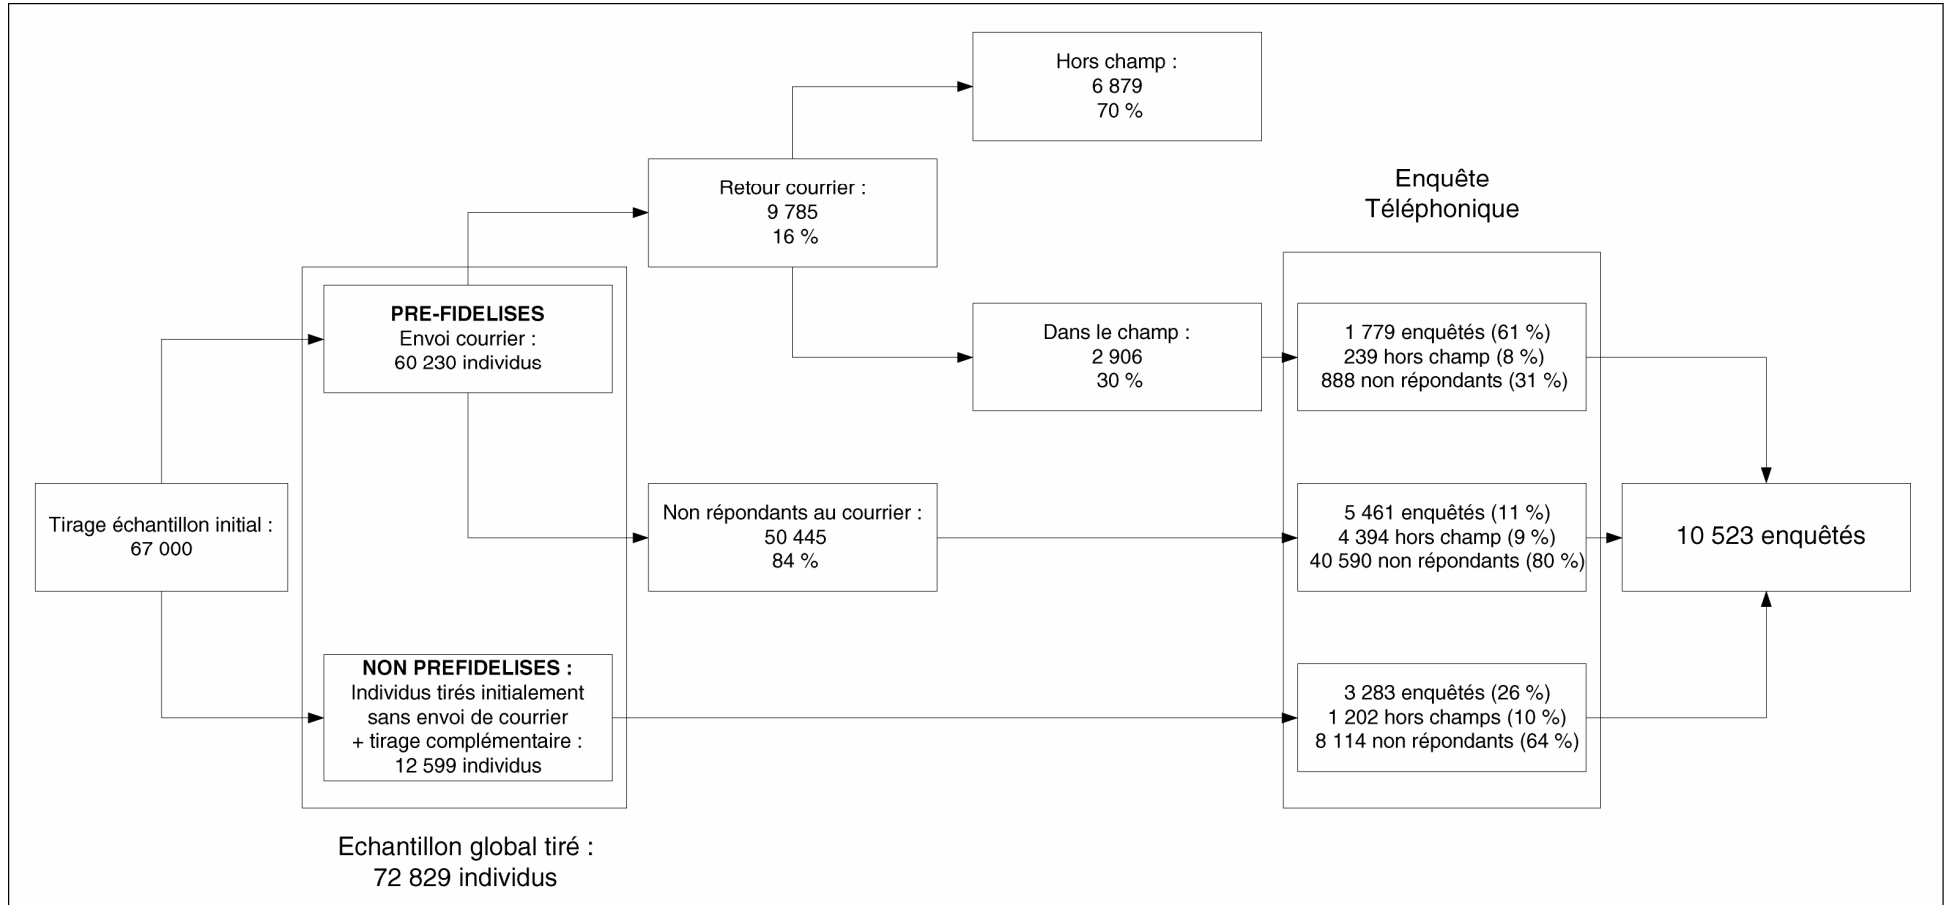 Hors champ :
6 879
70 %
Retour courrier :
9 785
16 %
Enquête
Téléphonique
PRE-FIDELISES
Envoi courrier :
60 230 individus
Dans le champ :
2 906
30 %
1 779 enquêtés (61 %)
239 hors champ (8 %)
888 non répondants (31 %)
Tirage échantillon initial :
67 000
Non répondants au courrier :
50 445
84 %
5 461 enquêtés (11 %)
4 394 hors champ (9 %)
40 590 non répondants (80 %)
10 523 enquêtés
NON PREFIDELISES :
Individus tirés initialement
sans envoi de courrier
+ tirage complémentaire :
12 599 individus
3 283 enquêtés (26 %)
1 202 hors champs (10 %)
8 114 non répondants (64 %)
Echantillon global tiré :
72 829 individus